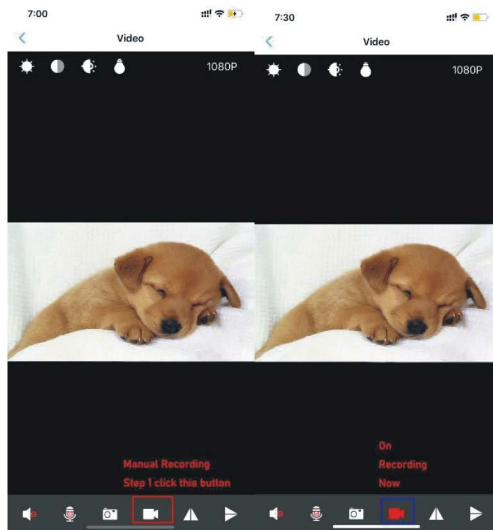 7:00
Video
1080P
Manual Recording
Step 1 click this button
7:30
Video
1080P
On
Recording
Now